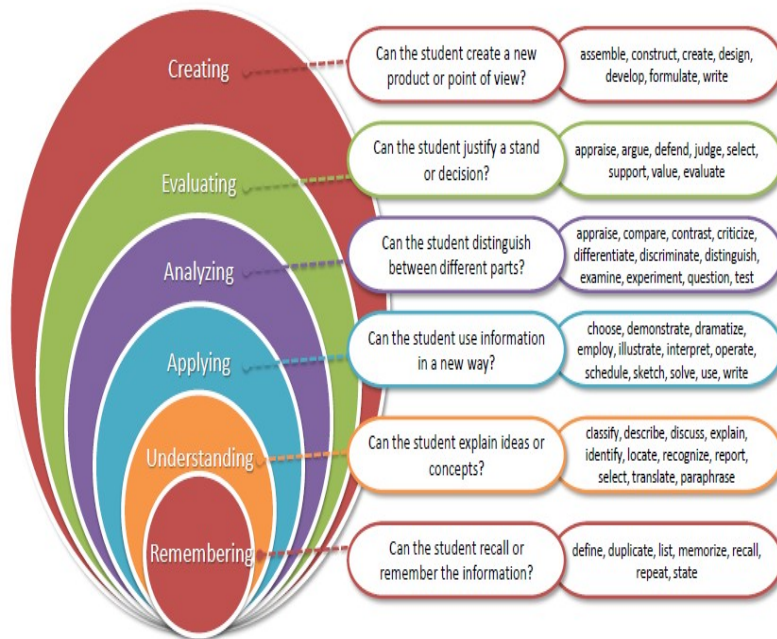 Creating
Can the student create a new
product or point of view?
assemble, construct, create, design,
develop, formulate, write
Evaluating
Can the student justify a stand
or decision?
appraise, argue, defend, judge, select,
support, value, evaluate
Analyzing
Can the student distinguish
between different parts?
appraise, compare, contrast, criticize,
differentiate, discriminate, distinguish,
examine, experiment, question, test
Applying
Can the student use information
in a new way?
choose, demonstrate, dramatize,
employ, illustrate, interpret, operate,
schedule, sketch, solve, use, write
Understanding
Can the student explain ideas or
concepts?
classify, describe, discuss, explain,
identify, locate, recognize, report,
select, translate, paraphrase
Remembering
Can the student recall or
remember the information?
define, duplicate, list, memorize, recall,
repeat, state